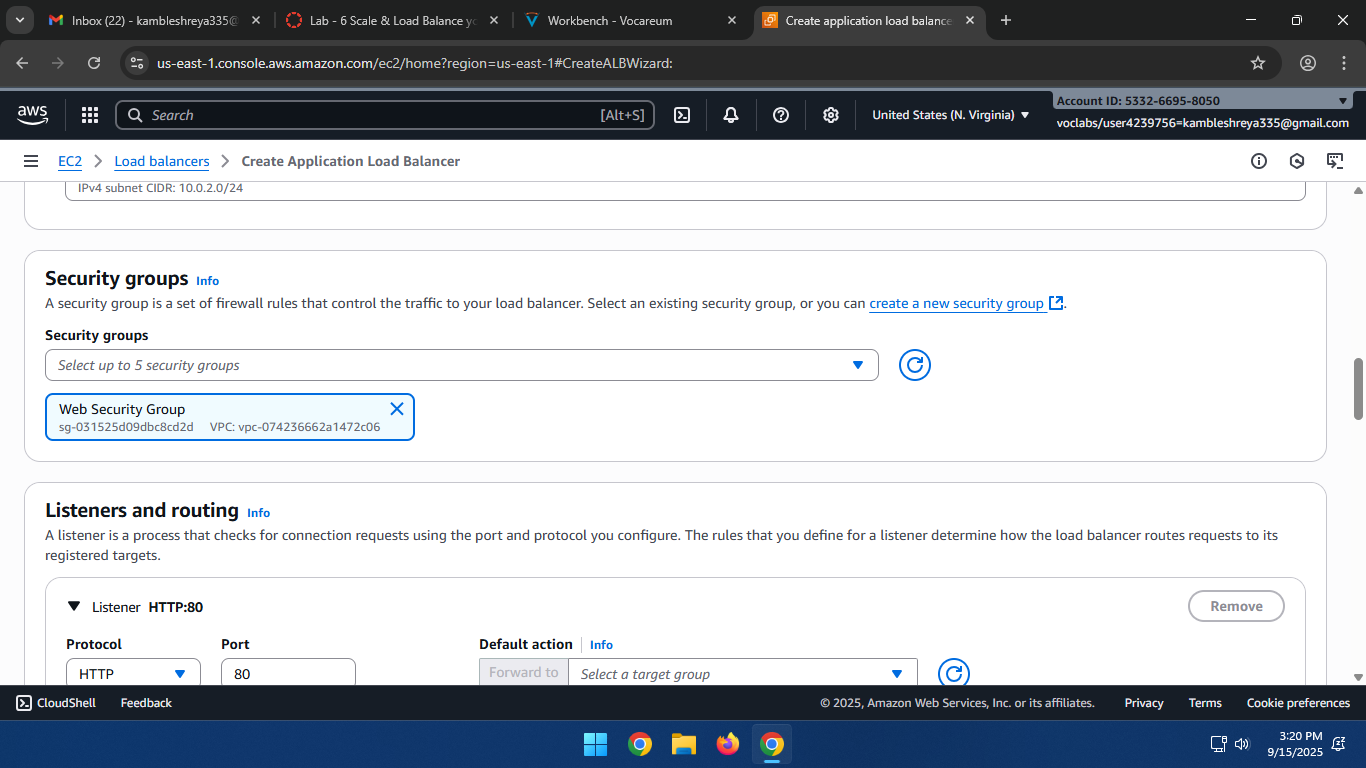 Inbox (22) - kambleshreya335@
Lab - 6 Scale & Load Balance yo
Workbench - Vocareum
Create application load balance
us-east-1.console.aws.amazon.com/ec2/home?region=us-east-1#CreateALBWizard:
aws
Search
[Alt+S]
United States (N. Virginia)
Account ID: 5332-6695-8050
voclabs/user4239756=kambleshreya335@gmail.com
EC2
Load balancers
Create Application Load Balancer
IPv4 subnet CIDR: 10.0.2.0/24
Security groups Info
A security group is a set of firewall rules that control the traffic to your load balancer. Select an existing security group, or you can create a new security group .
Security groups
Select up to 5 security groups
Web Security Group
sg-031525d09dbc8cd2d VPC: vpc-074236662a1472c06
Listeners and routing Info
A listener is a process that checks for connection requests using the port and protocol you configure. The rules that you define for a listener determine how the load balancer routes requests to its
registered targets.
Listener HTTP:80
Remove
Protocol Port Default action Info
HTTP 80 Forward to Select a target group
CloudShell Feedback © 2025, Amazon Web Services, Inc. or its affiliates. Privacy Terms Cookie preferences
3:20 PM
9/15/2025